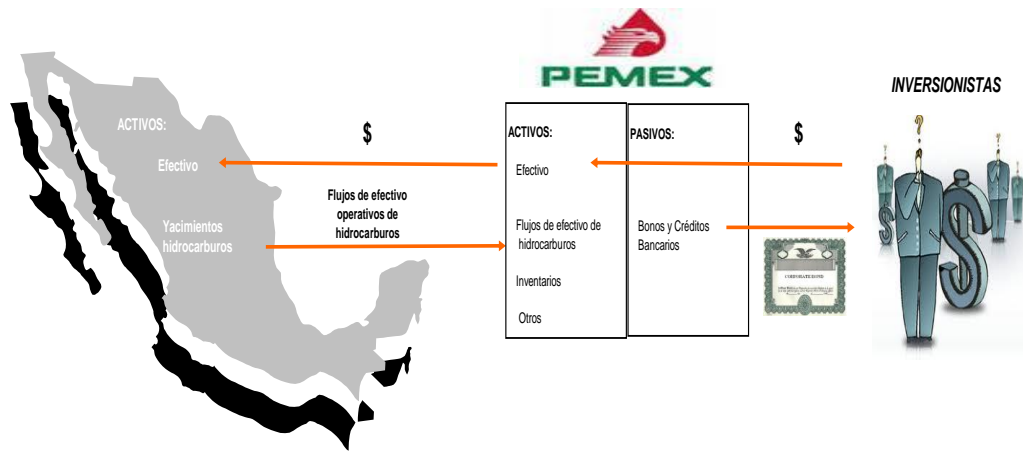 PEMEX
INVERSIONISTAS
ACTIVOS:
Efectivo
Yacimientos
hidrocarburos
$
Flujos de efectivo
operativos de
hidrocarburos
ACTIVOS:
Efectivo
Flujos de efectivo de
hidrocarburos
Inventarios
Otros
PASIVOS:
Bonos y Créditos
Bancarios
$
CORPORATE BOND
?
?
?
$
$